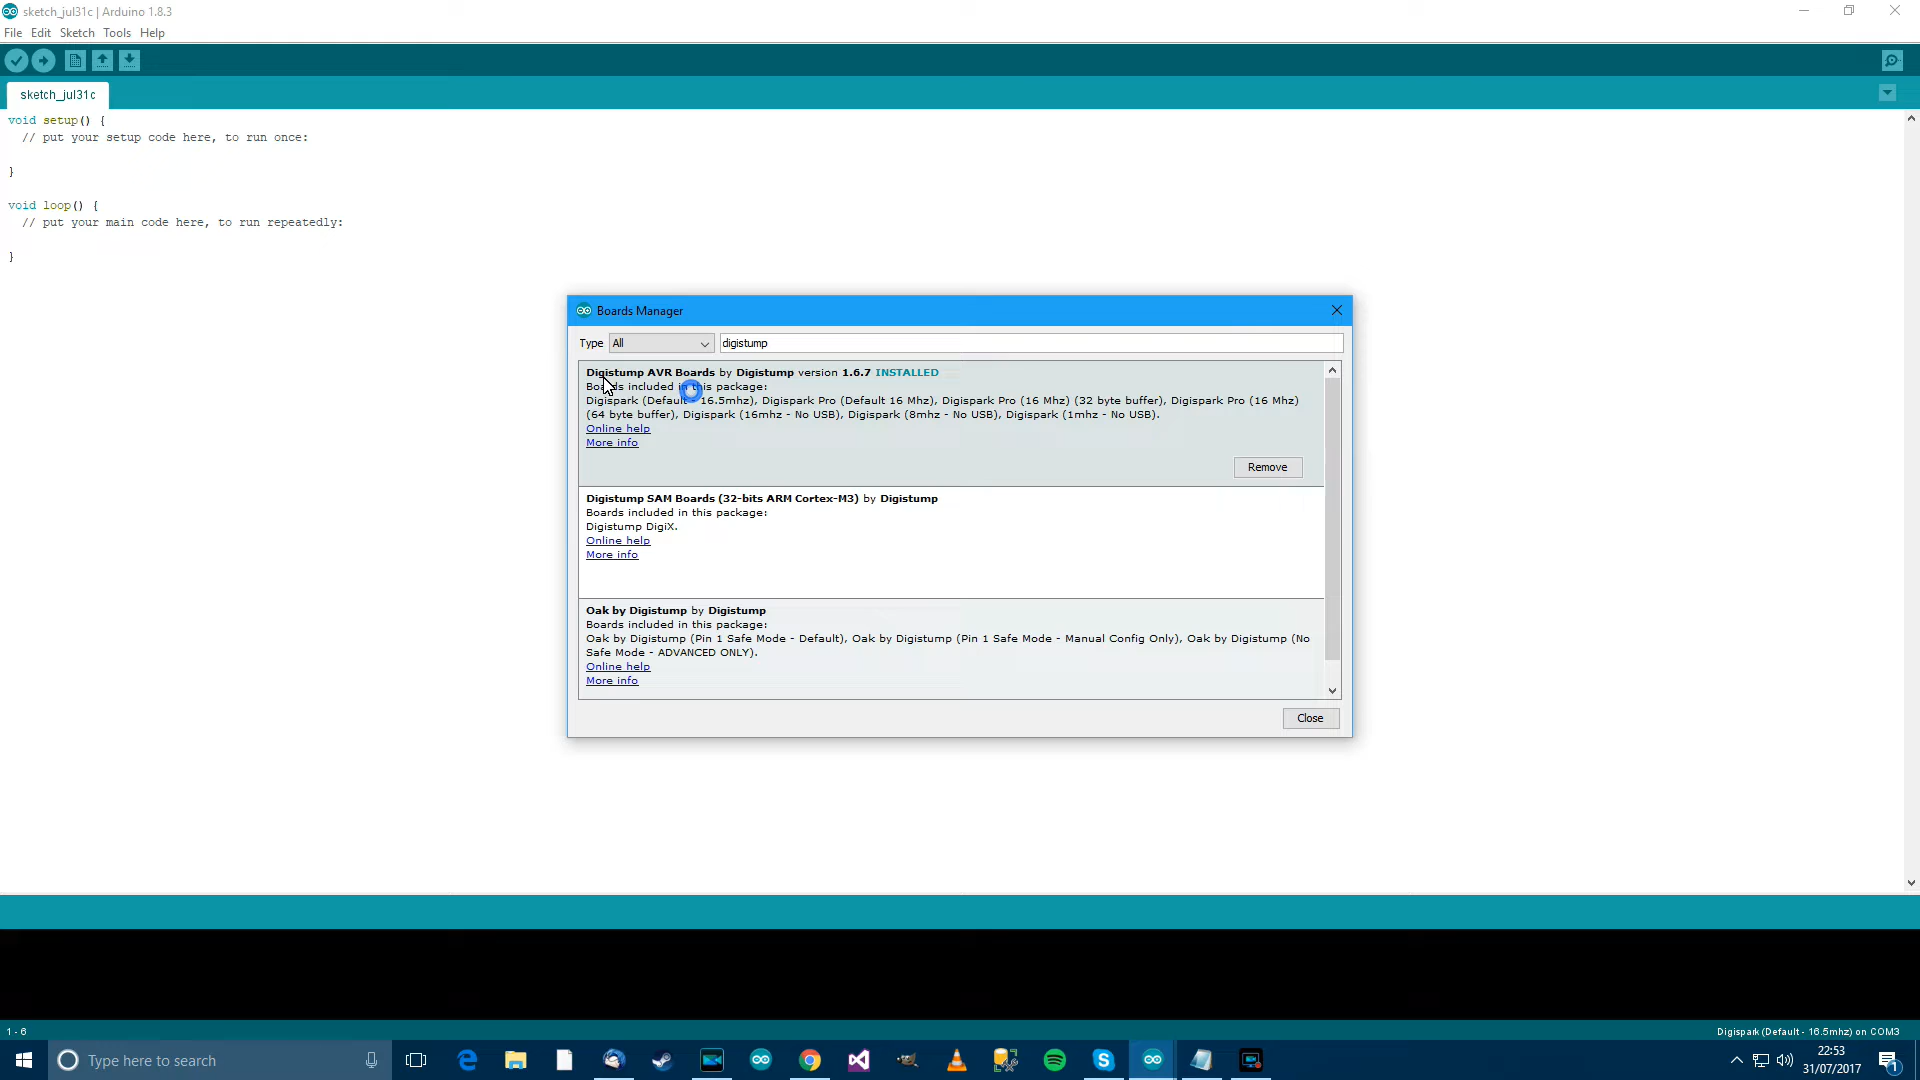 sketch_jul31c | Arduino 1.8.3
File Edit Sketch Tools Help
sketch_jul31c
void setup() {
// put your setup code here, to run once:
}
void loop() {
// put your main code here, to run repeatedly:
}
Boards Manager
Type All digistump
Digistump AVR Boards by Digistump version 1.6.7 INSTALLED
Boards included in this package:
Digispark (Default - 16.5mhz), Digispark Pro (Default 16 Mhz), Digispark Pro (16 Mhz) (32 byte buffer), Digispark Pro (16 Mhz)
(64 byte buffer), Digispark (16mhz - No USB), Digispark (8mhz - No USB), Digispark (1mhz - No USB).
Online help
More info
Remove
Digistump SAM Boards (32-bits ARM Cortex-M3) by Digistump
Boards included in this package:
Digistump DigiX.
Online help
More info
Oak by Digistump by Digistump
Boards included in this package:
Oak by Digistump (Pin 1 Safe Mode - Default), Oak by Digistump (Pin 1 Safe Mode - Manual Config Only), Oak by Digistump (No
Safe Mode - ADVANCED ONLY).
Online help
More info
Close
1 - 6
Digispark (Default - 16.5mhz) on COM3
Type here to search
22:53
31/07/2017
1